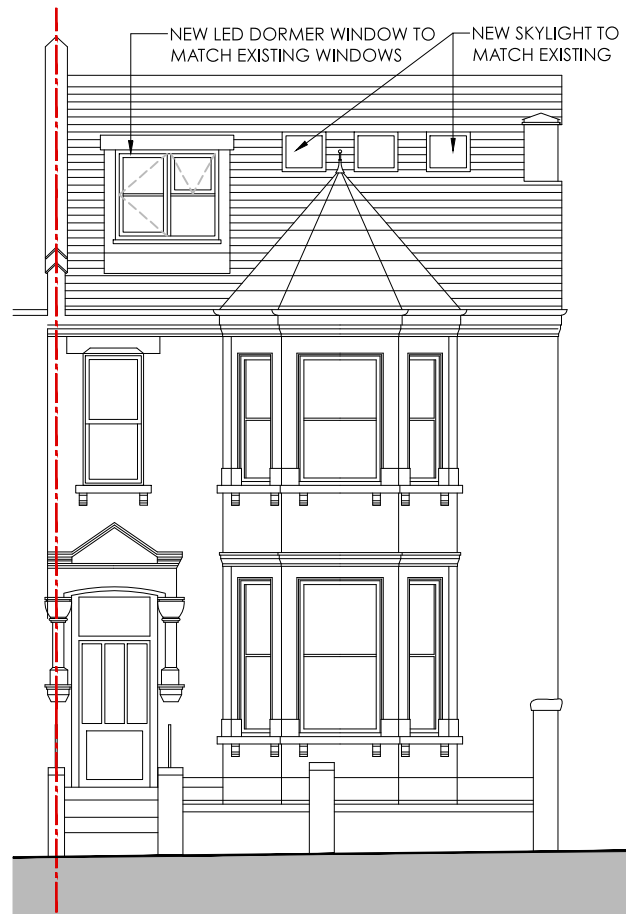 NEW LED DORMER WINDOW TO
MATCH EXISTING WINDOWS
NEW SKYLIGHT TO
MATCH EXISTING